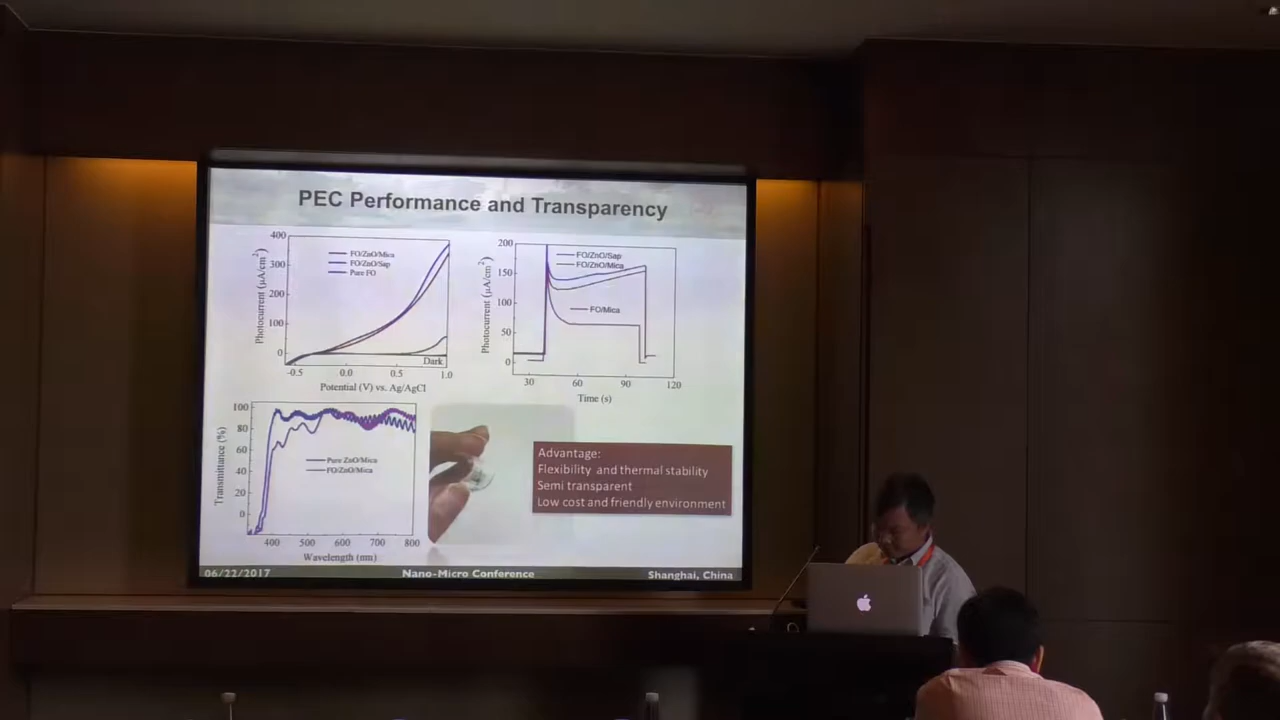 PEC Performance and Transparency
400
300
200
100
0
Photocurrent (μA/cm²)
FO/ZnO/Mica
FO/ZnO/Sap
Pure FO
Dark
-0.5
0.0
0.5
1.0
Potential (V) vs. Ag/AgCl
200
150
100
50
0
Photocurrent (μA/cm²)
FO/ZnO/Sap
FO/ZnO/Mica
FO/Mica
30
60
90
120
Time (s)
100
80
60
40
20
0
Transmittance (%)
Pure ZnO/Mica
FO/ZnO/Mica
400
500
600
700
800
Wavelength (nm)
Advantage:
Flexibility and thermal stability
Semi transparent
Low cost and friendly environment
06/22/2017
Nano-Micro Conference
Shanghai, China